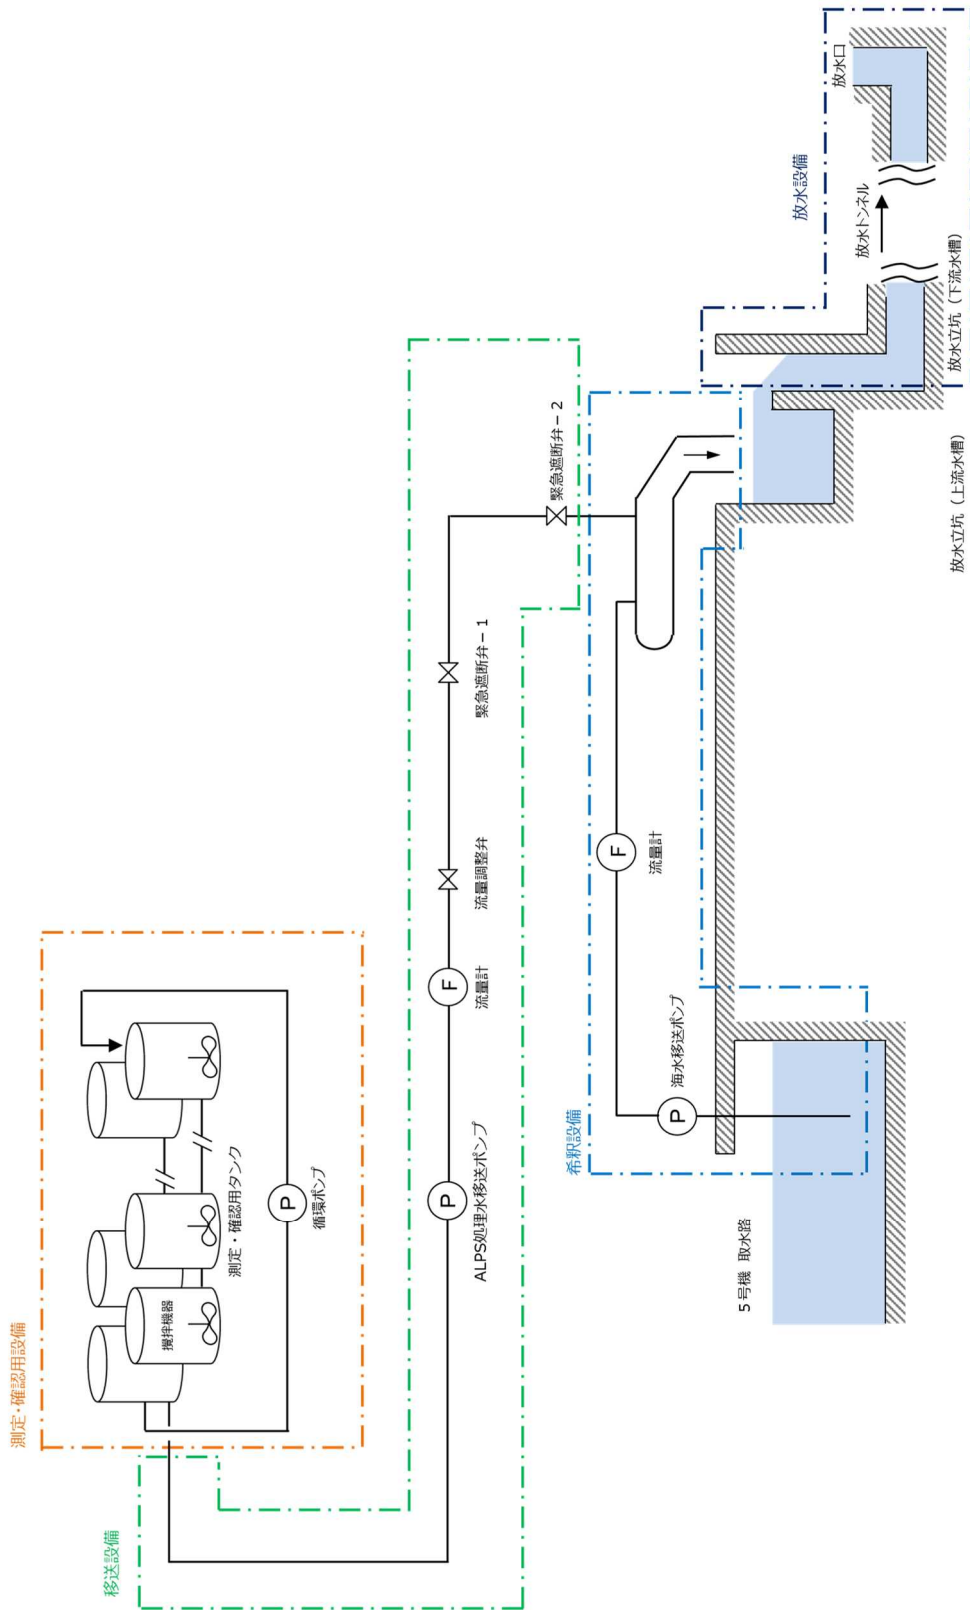 測定・確認用設備
攪拌機器
測定・確認用タンク
P
循環ポンプ
移送設備
P
ALPS処理水移送ポンプ
F
流量計
流量調整弁
緊急遮断弁－1
緊急遮断弁－2
希釈設備
P
海水移送ポンプ
F
流量計
5号機 取水路
放水設備
放水口
放水トンネル
放水立坑（上流水槽）
放水立坑（下流水槽）